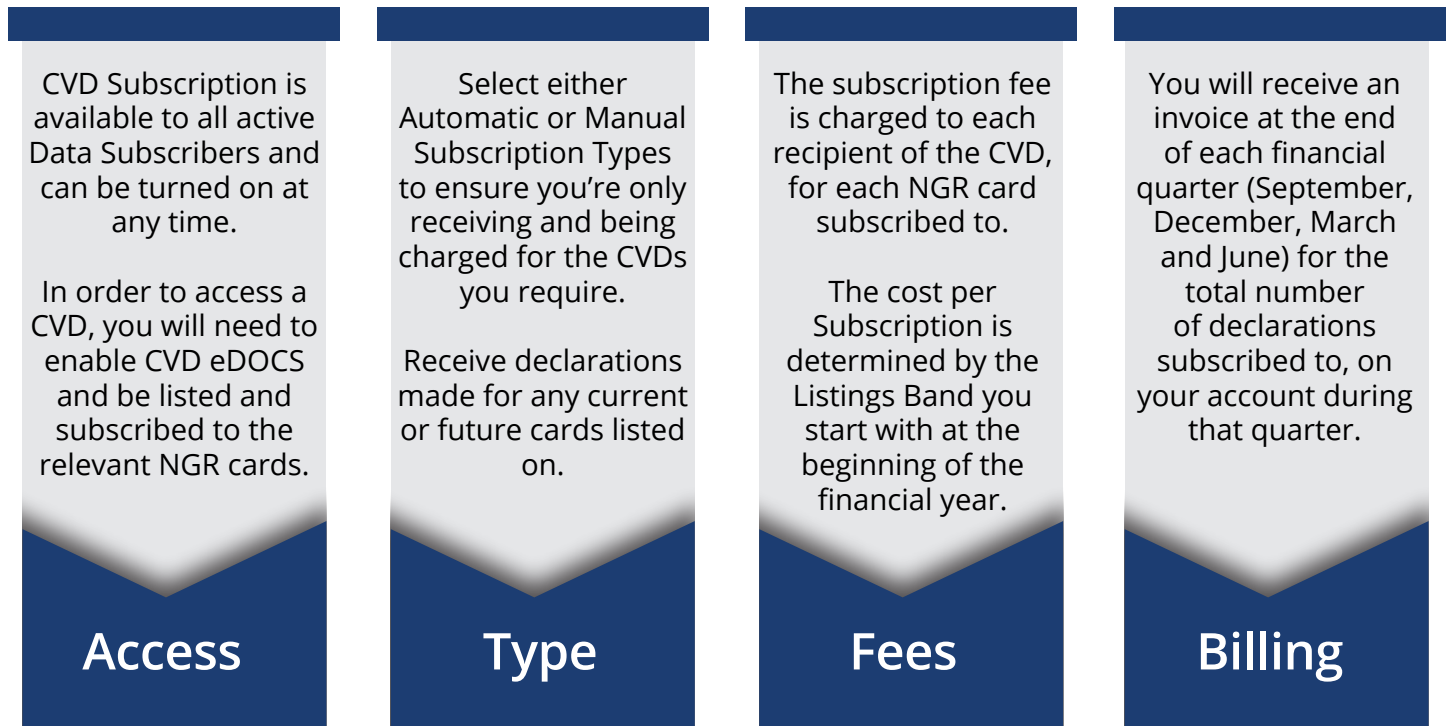 CVD Subscription is
available to all active
Data Subscribers and
can be turned on at
any time.
In order to access a
CVD, you will need to
enable CVD eDOCS
and be listed and
subscribed to the
relevant NGR cards.
Access
Select either
Automatic or Manual
Subscription Types
to ensure you’re only
receiving and being
charged for the CVDs
you require.
Receive declarations
made for any current
or future cards listed
on.
Type
The subscription fee
is charged to each
recipient of the CVD,
for each NGR card
subscribed to.
The cost per
Subscription is
determined by the
Listings Band you
start with at the
beginning of the
financial year.
Fees
You will receive an
invoice at the end
of each financial
quarter (September,
December, March
and June) for the
total number
of declarations
subscribed to, on
your account during
that quarter.
Billing